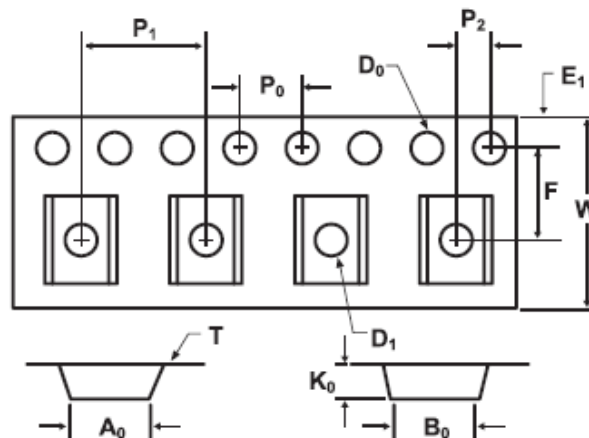 P₁
P₂
P₀
D₀
E₁
F
W
T
D₁
K₀
A₀
B₀